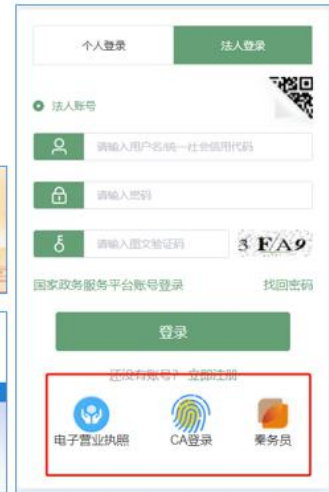 个人登录
法人登录
法人账号
请输入用户名/统一社会信用代码
请输入密码
请输入图文验证码
3 FA9
国家政务服务平台账号登录
找回密码
登录
还没有账号? 立即注册
电子营业执照
CA登录
秦务员